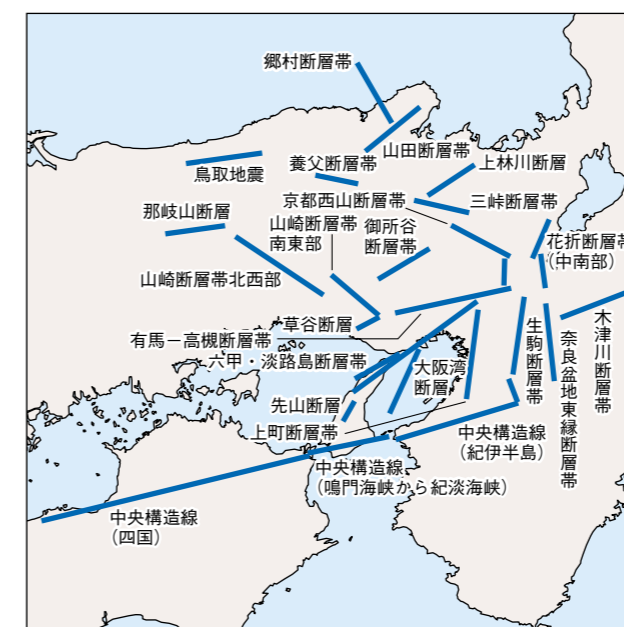 郷村断層帯
山田断層帯
鳥取地震
養父断層帯
上林川断層
京都西山断層帯
三峠断層帯
那岐山断層
山崎断層帯
南東部
御所谷
断層帯
花折断層帯
(中南部)
山崎断層帯北西部
草谷断層
有馬－高槻断層帯
六甲・淡路島断層帯
大阪湾
断層
生駒断層帯
奈良盆地東縁断層帯
木津川断層帯
先山断層
上町断層帯
中央構造線
(紀伊半島)
中央構造線
(鳴門海峡から紀淡海峡)
中央構造線
(四国)